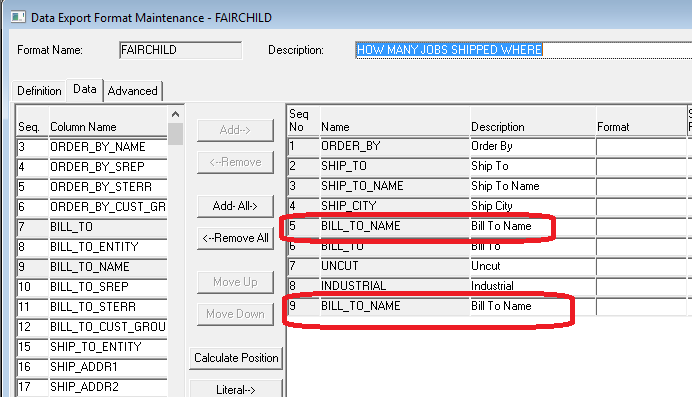 Data Export Format Maintenance - FAIRCHILD
Format Name: FAIRCHILD Description: HOW MANY JOBS SHIPPED WHERE
Definition Data Advanced
Seq. Column Name
3 ORDER_BY_NAME
4 ORDER_BY_SREP
5 ORDER_BY_STERR
6 ORDER_BY_CUST_GRO
7 BILL_TO
8 BILL_TO_ENTITY
9 BILL_TO_NAME
10 BILL_TO_SREP
11 BILL_TO_STERR
12 BILL_TO_CUST_GROU
15 SHIP_TO_ENTITY
16 SHIP_ADDR1
17 SHIP_ADDR2
Add-->
<--Remove
Add- All->
<--Remove All
Move Up
Move Down
Calculate Position
Literal-->
Seq No Name Description Format
1 ORDER_BY Order By
2 SHIP_TO Ship To
3 SHIP_TO_NAME Ship To Name
4 SHIP_CITY Ship City
5 BILL_TO_NAME Bill To Name
6 BILL_TO Bill To
7 UNCUT Uncut
8 INDUSTRIAL Industrial
9 BILL_TO_NAME Bill To Name